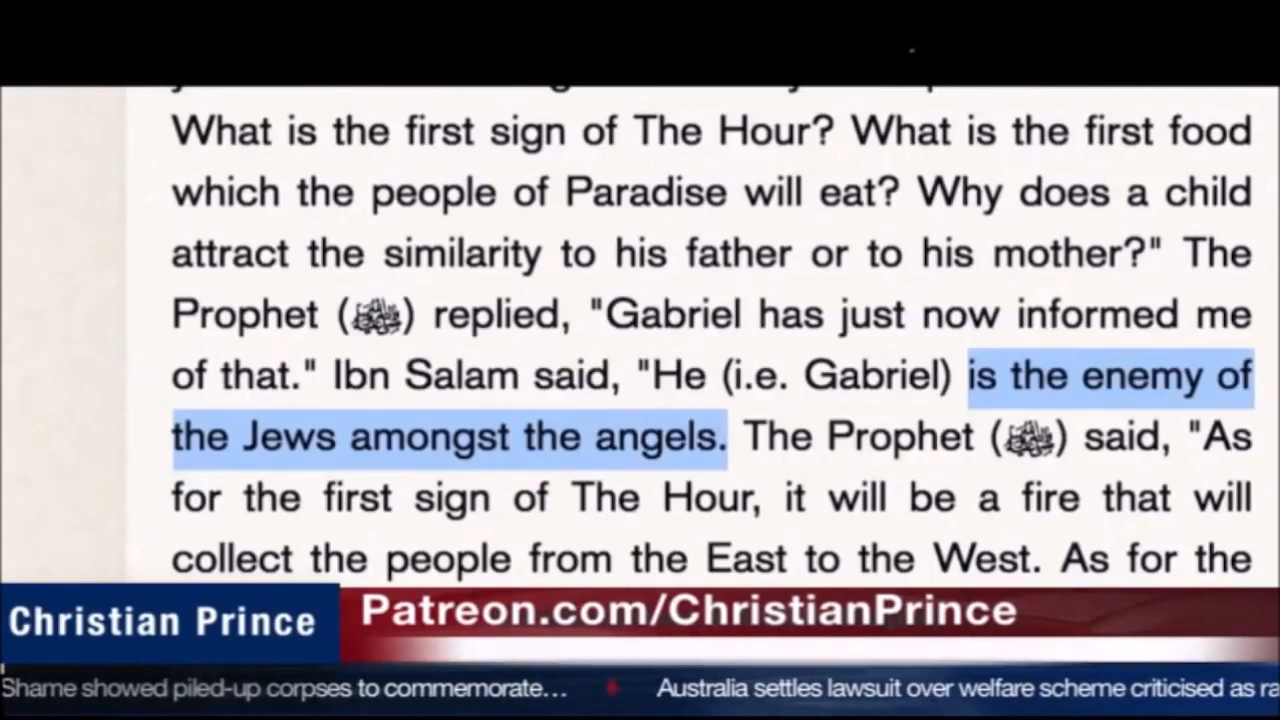 What is the first sign of The Hour? What is the first food
which the people of Paradise will eat? Why does a child
attract the similarity to his father or to his mother?" The
Prophet (ﷺ) replied, "Gabriel has just now informed me
of that." Ibn Salam said, "He (i.e. Gabriel) is the enemy of
the Jews amongst the angels. The Prophet (ﷺ) said, "As
for the first sign of The Hour, it will be a fire that will
collect the people from the East to the West. As for the
Christian Prince
Patreon.com/ChristianPrince
Shame showed piled-up corpses to commemorate...
Australia settles lawsuit over welfare scheme criticised as